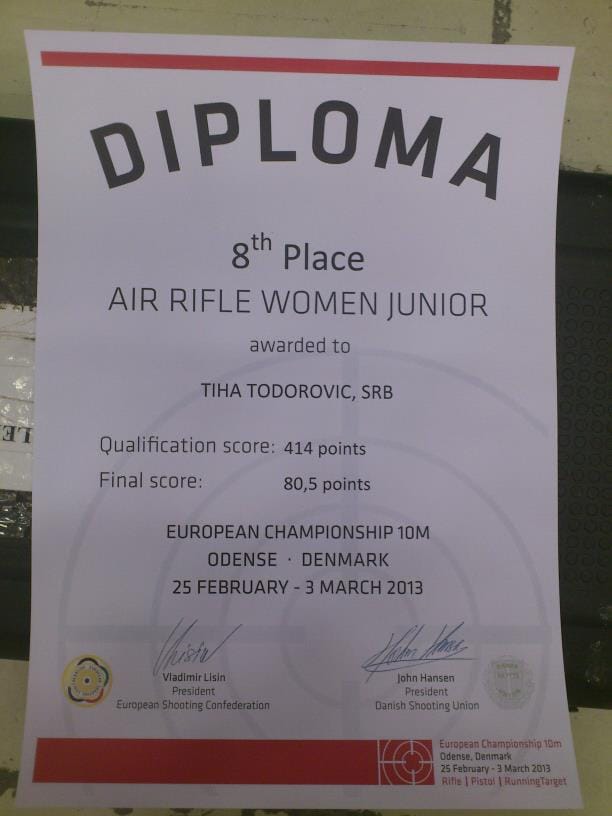 DIPLOMA
8th Place
AIR RIFLE WOMEN JUNIOR
awarded to
TIHA TODOROVIC, SRB
Qualification score: 414 points
Final score: 80,5 points
EUROPEAN CHAMPIONSHIP 10M
ODENSE · DENMARK
25 FEBRUARY - 3 MARCH 2013
Vladimir Lisin
President
European Shooting Confederation
John Hansen
President
Danish Shooting Union
European Championship 10m
Odense, Denmark
25 February - 3 March 2013
Rifle | Pistol | RunningTarget